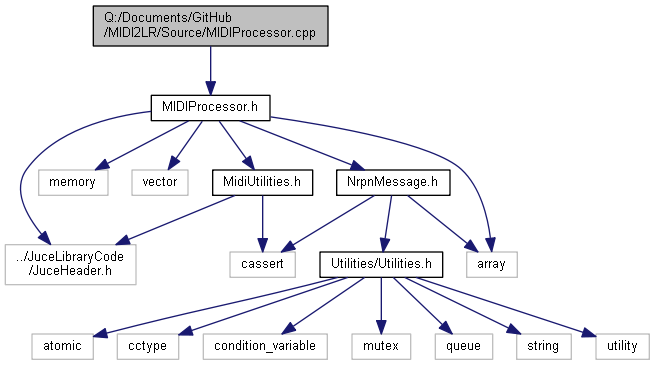 Q:/Documents/GitHub
/MIDI2LR/Source/MIDIProcessor.cpp
MIDIProcessor.h
memory
vector
MidiUtilities.h
NrpnMessage.h
../JuceLibraryCode
/JuceHeader.h
cassert
Utilities/Utilities.h
array
atomic
cctype
condition_variable
mutex
queue
string
utility